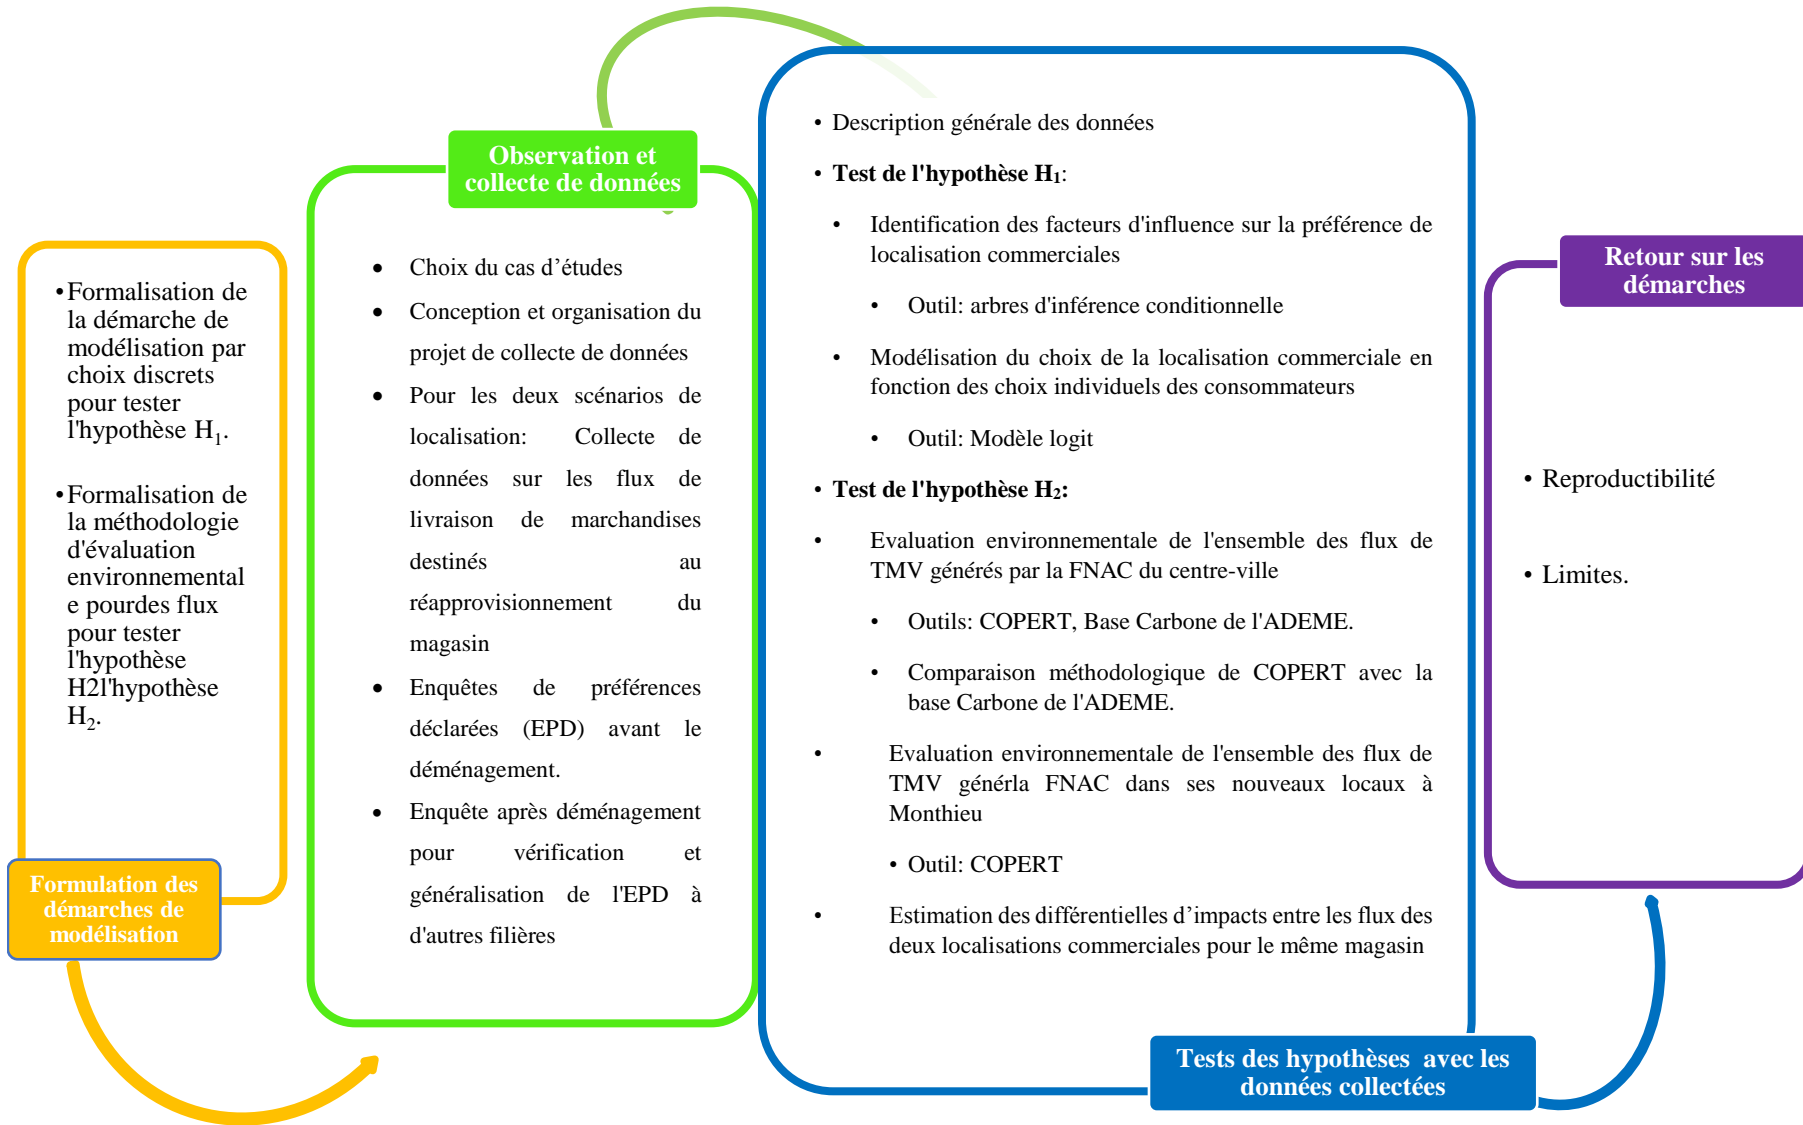 •Formalisation de
la démarche de
modélisation par
choix discrets
pour tester
l'hypothèse H₁.
•Formalisation de
la méthodologie
d'évaluation
environnemental
e pourdes flux
pour tester
l'hypothèse
H2l'hypothèse
H₂.
Formulation des
démarches de
modélisation
Observation et
collecte de données
• Choix du cas d’études
• Conception et organisation du
projet de collecte de données
• Pour les deux scénarios de
localisation: Collecte de
données sur les flux de
livraison de marchandises
destinés au
réapprovisionnement du
magasin
• Enquêtes de préférences
déclarées (EPD) avant le
déménagement.
• Enquête après déménagement
pour vérification et
généralisation de l'EPD à
d'autres filières
• Description générale des données
• Test de l'hypothèse H₁:
• Identification des facteurs d'influence sur la préférence de
localisation commerciales
• Outil: arbres d'inférence conditionnelle
• Modélisation du choix de la localisation commerciale en
fonction des choix individuels des consommateurs
• Outil: Modèle logit
• Test de l'hypothèse H₂:
• Evaluation environnementale de l'ensemble des flux de
TMV générés par la FNAC du centre-ville
• Outils: COPERT, Base Carbone de l'ADEME.
• Comparaison méthodologique de COPERT avec la
base Carbone de l'ADEME.
• Evaluation environnementale de l'ensemble des flux de
TMV générla FNAC dans ses nouveaux locaux à
Monthieu
• Outil: COPERT
• Estimation des différentielles d’impacts entre les flux des
deux localisations commerciales pour le même magasin
Tests des hypothèses avec les
données collectées
Retour sur les
démarches
• Reproductibilité
• Limites.